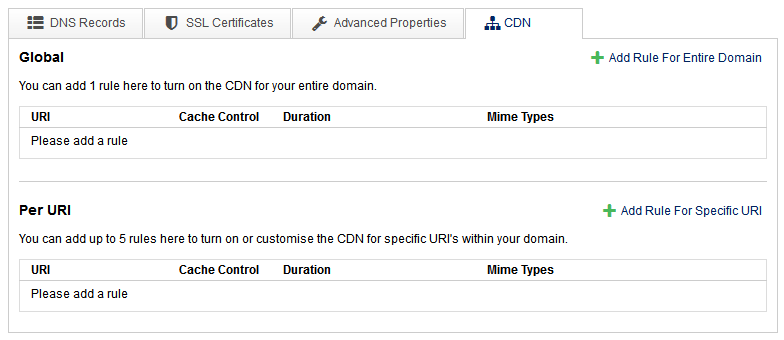 DNS Records SSL Certificates Advanced Properties CDN
Global Add Rule For Entire Domain
You can add 1 rule here to turn on the CDN for your entire domain.
URI Cache Control Duration Mime Types
Please add a rule
Per URI Add Rule For Specific URI
You can add up to 5 rules here to turn on or customise the CDN for specific URI's within your domain.
URI Cache Control Duration Mime Types
Please add a rule